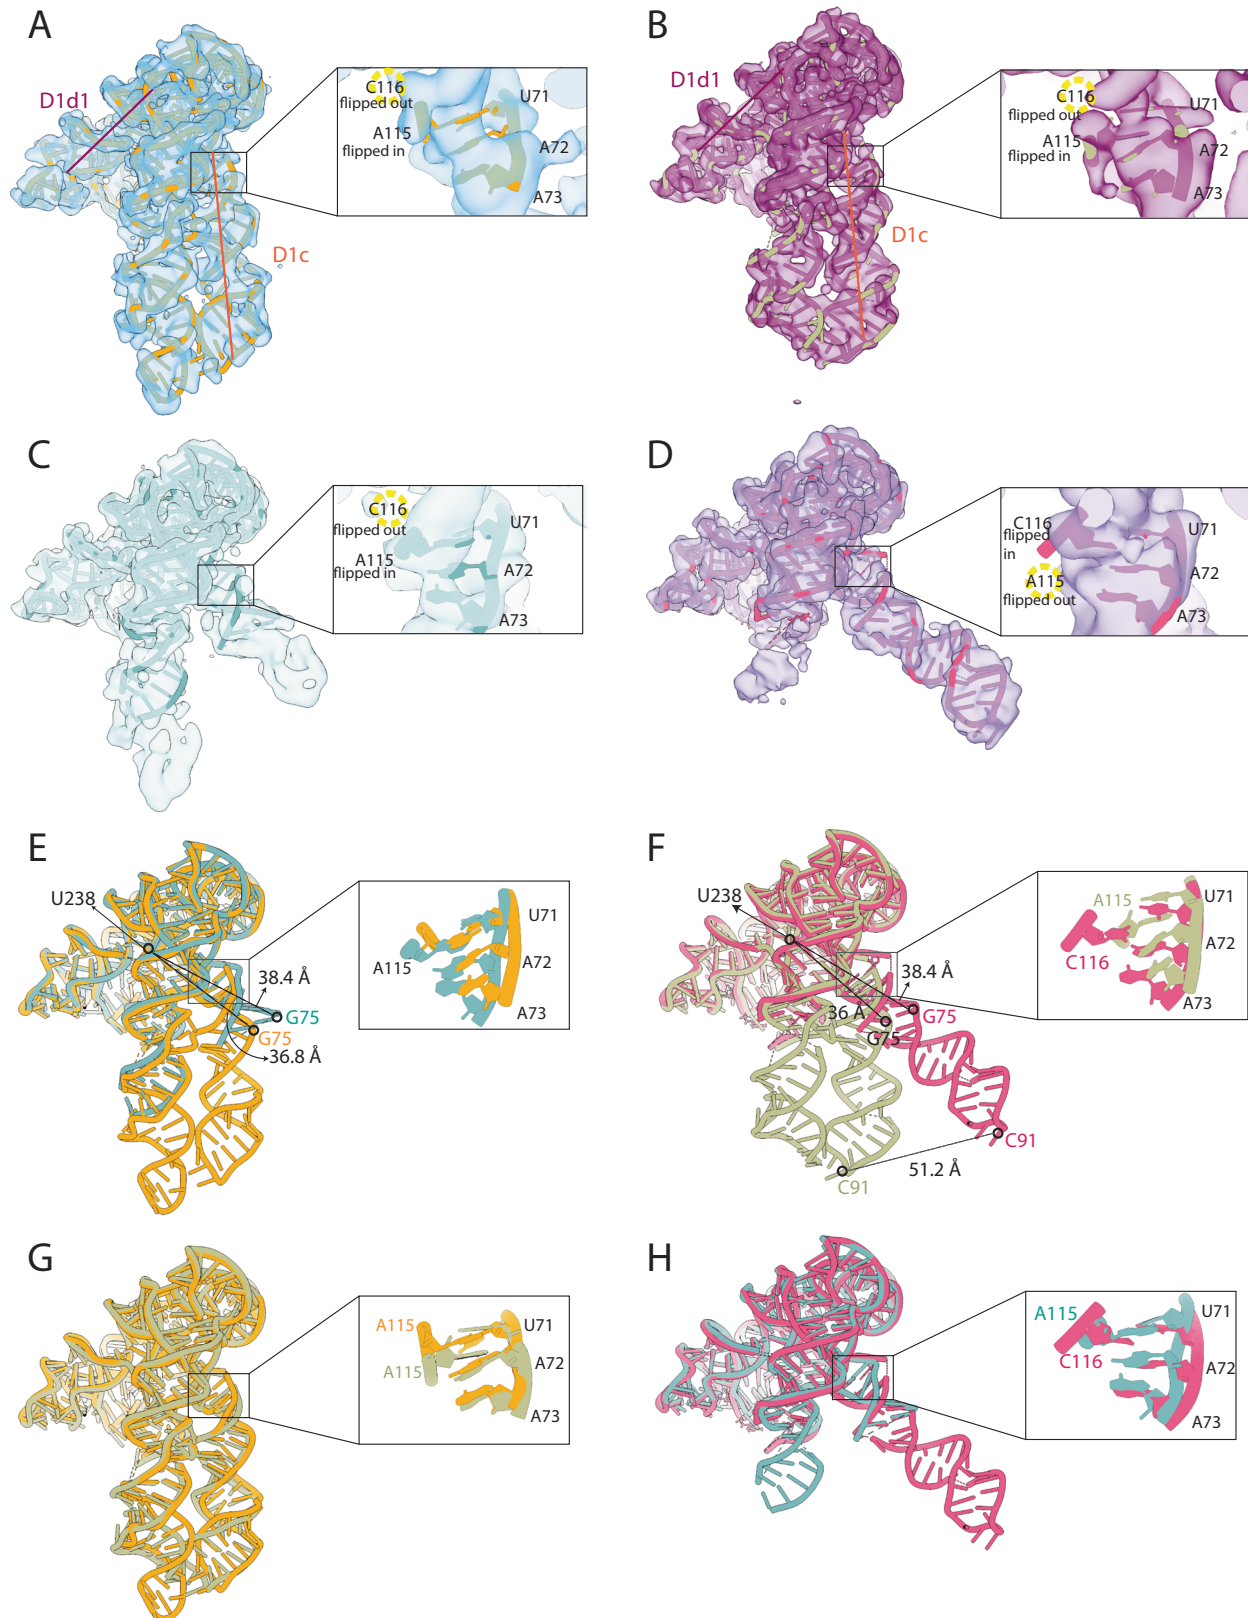 A
D1d1
D1c
C116
flipped out
A115
flipped in
U71
A72
A73
B
D1d1
D1c
C116
flipped out
A115
flipped in
U71
A72
A73
C
C116
flipped out
A115
flipped in
U71
A72
A73
D
C116
flipped
in
A115
flipped out
U71
A72
A73
E
U238
38.4 Å
G75
G75
36.8 Å
A115
U71
A72
A73
F
U238
38.4 Å
36 Å
G75
G75
C91
51.2 Å
C91
A115
C116
U71
A72
A73
G
A115
A115
U71
A72
A73
H
A115
C116
U71
A72
A73